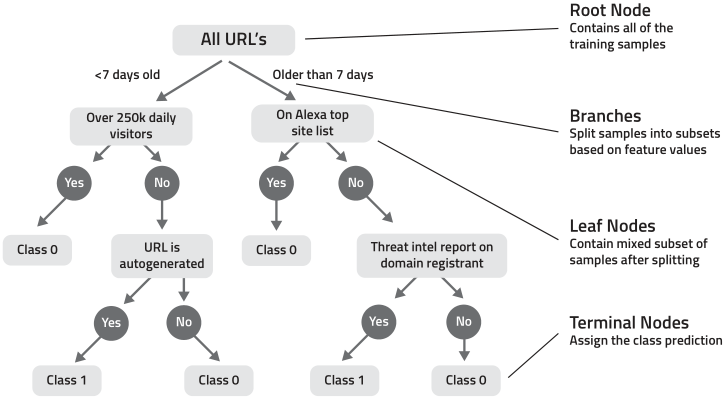 All URL's
Root Node
Contains all of the
training samples
<7 days old
Older than 7 days
Over 250k daily
visitors
On Alexa top
site list
Branches
Split samples into subsets
based on feature values
Yes
No
Yes
No
Class 0
URL is
autogenerated
Class 0
Threat intel report on
domain registrant
Leaf Nodes
Contain mixed subset of
samples after splitting
Yes
No
Yes
No
Terminal Nodes
Assign the class prediction
Class 1
Class 0
Class 1
Class 0